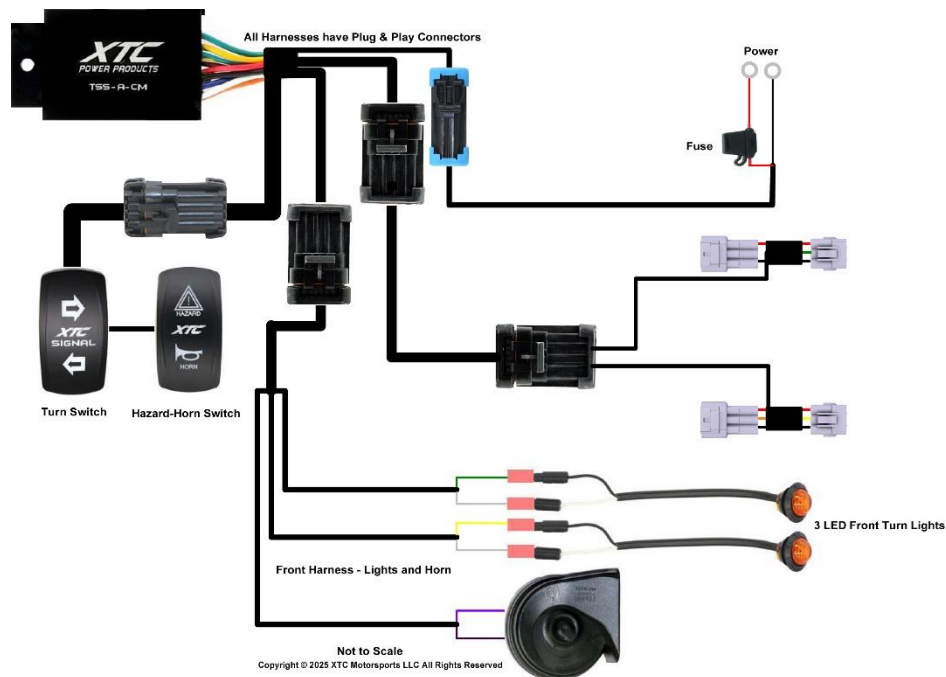 XTC
POWER PRODUCTS
TSS-A-CM
All Harnesses have Plug & Play Connectors
Power
Fuse
XTC
SIGNAL
HAZARD
XTC
HORN
Turn Switch
Hazard-Horn Switch
3 LED Front Turn Lights
Front Harness - Lights and Horn
Not to Scale
Copyright © 2025 XTC Motorsports LLC All Rights Reserved